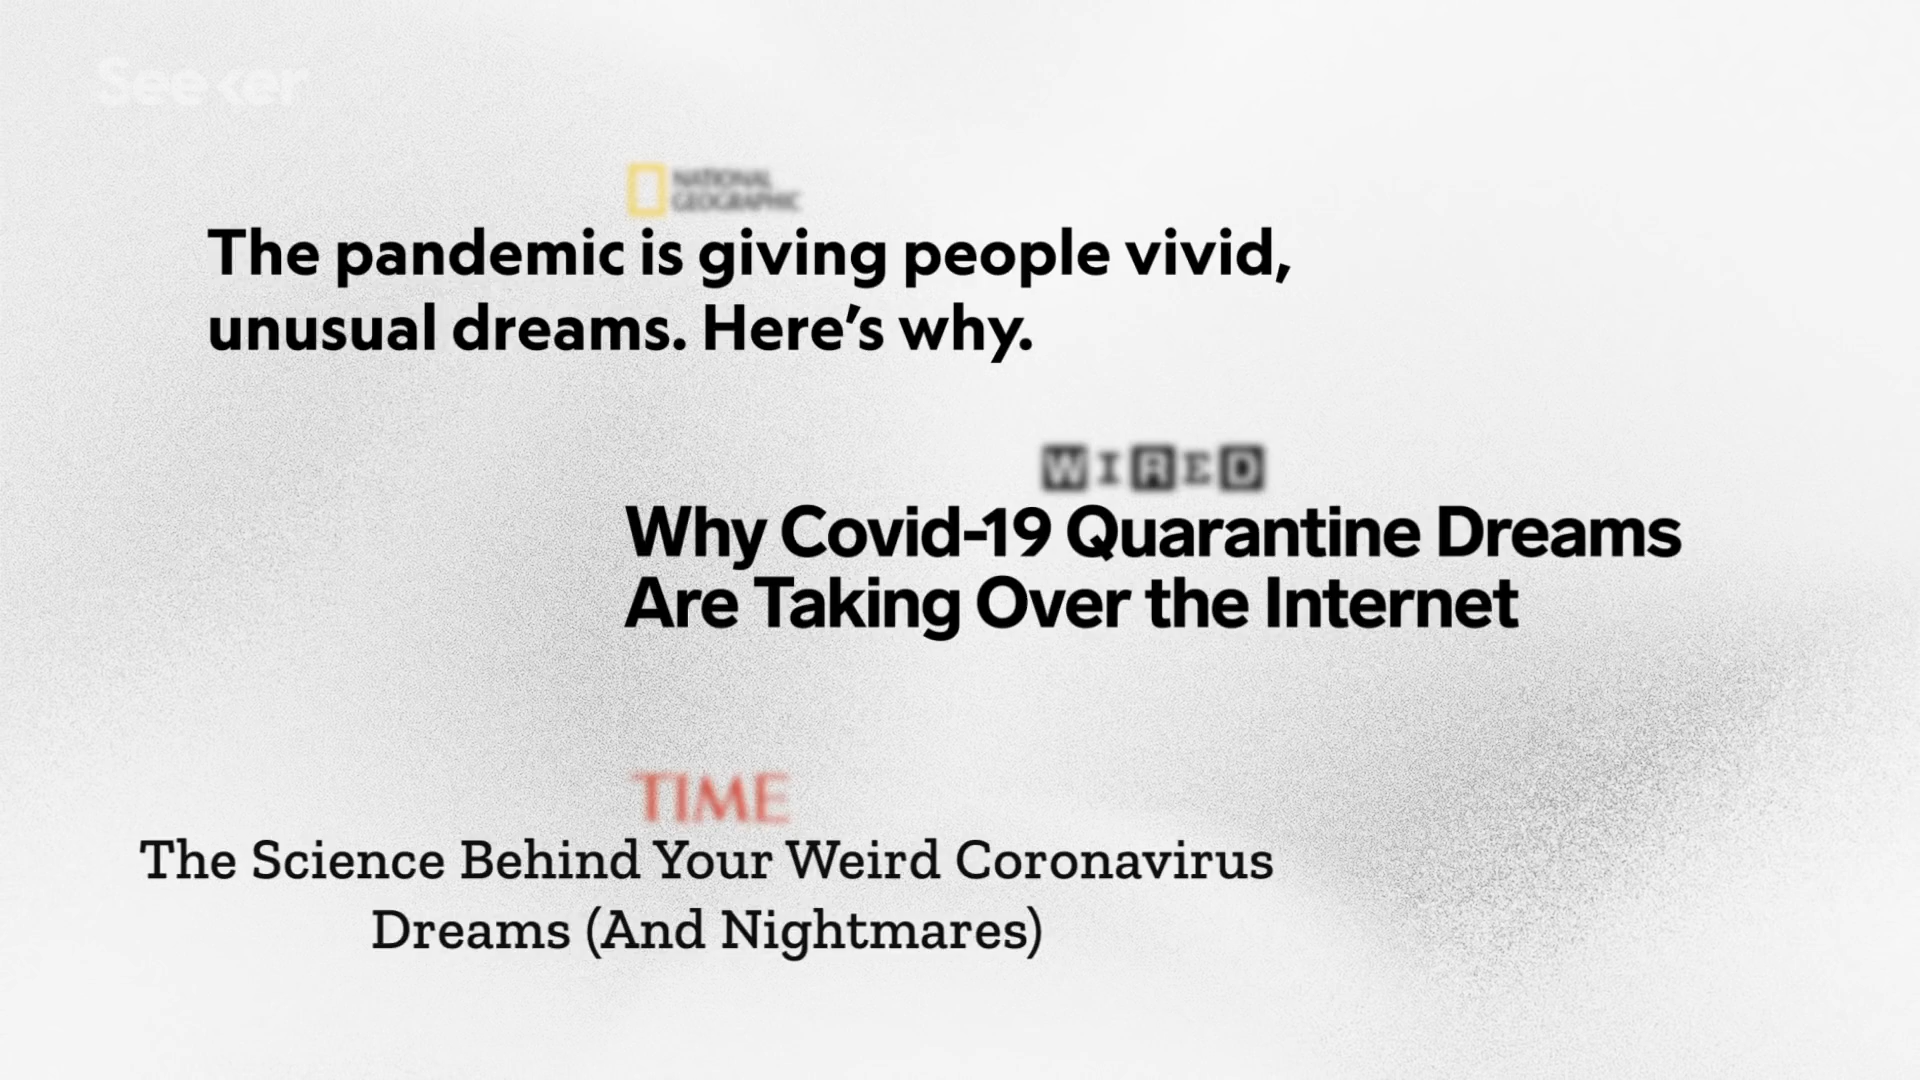 Seeker
NATIONAL
GEOGRAPHIC
The pandemic is giving people vivid,
unusual dreams. Here’s why.
WIRED
Why Covid-19 Quarantine Dreams
Are Taking Over the Internet
TIME
The Science Behind Your Weird Coronavirus
Dreams (And Nightmares)